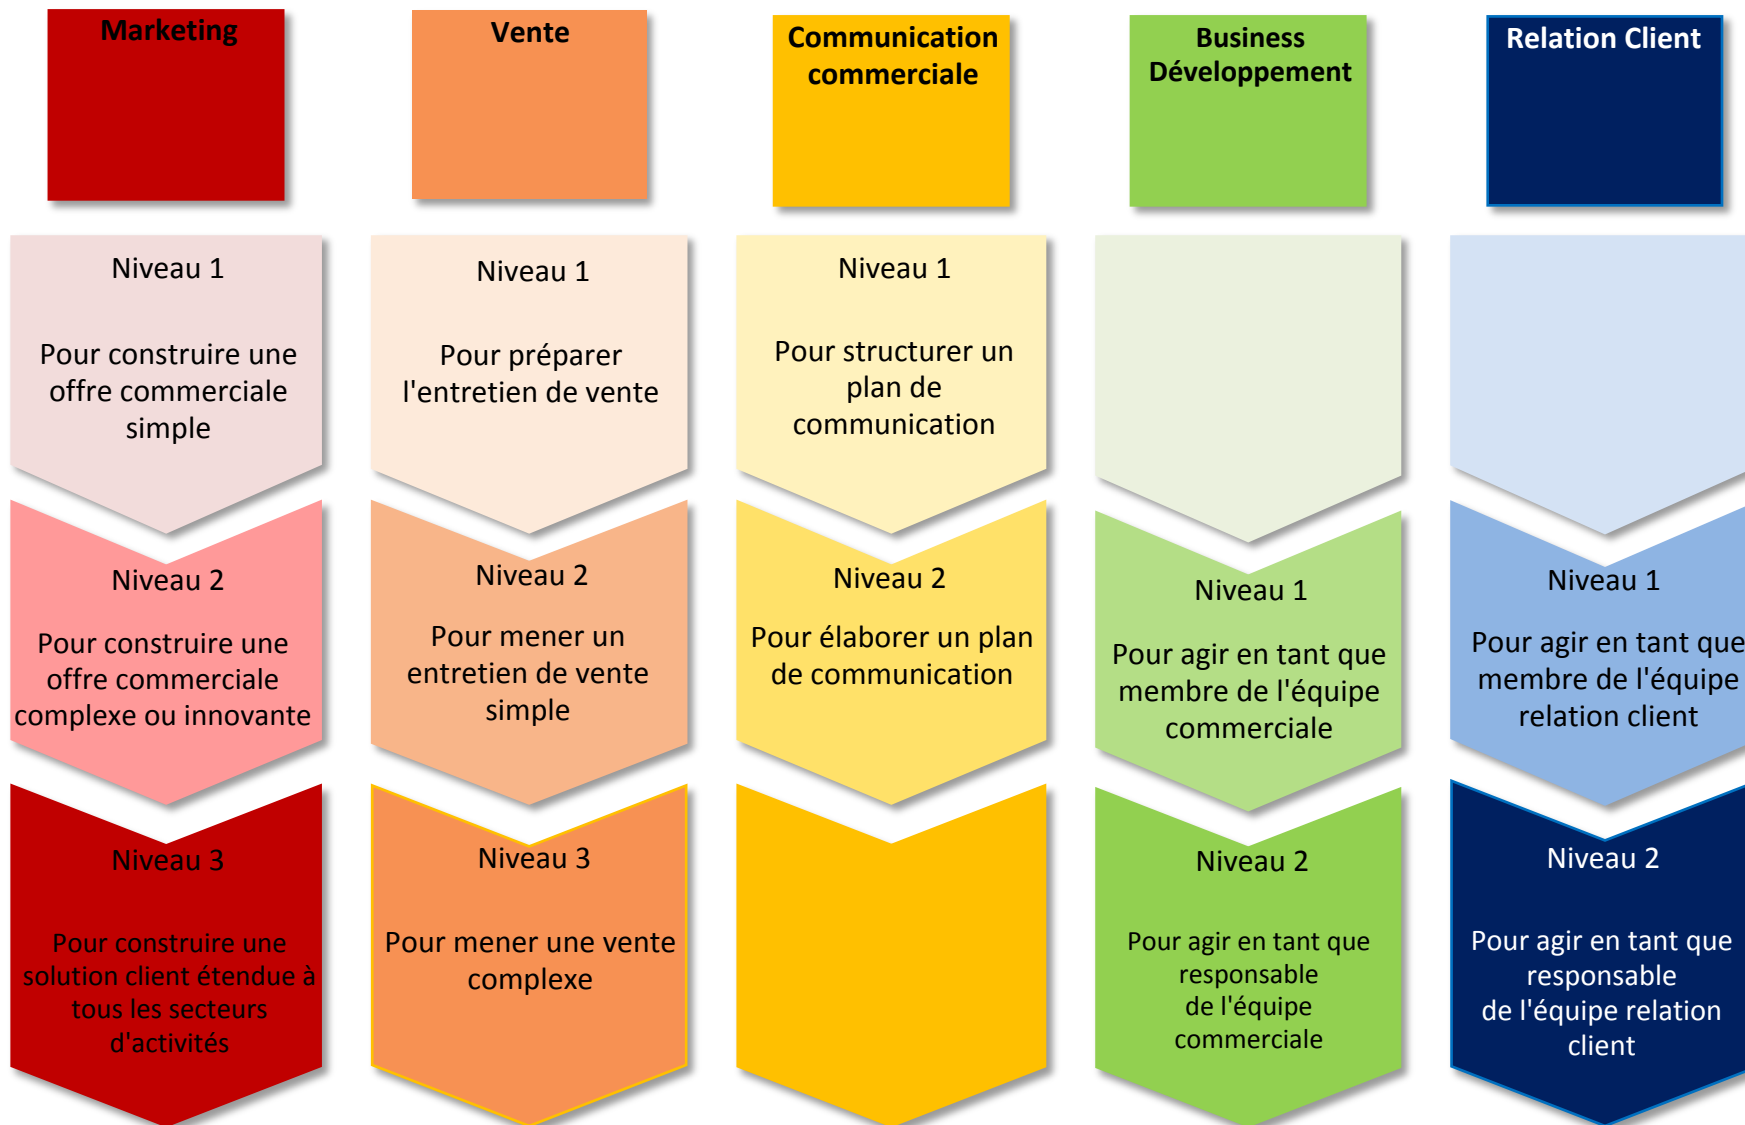 Marketing
Vente
Communication
commerciale
Business
Développement
Relation Client
Niveau 1
Pour construire une
offre commerciale
simple
Niveau 1
Pour préparer
l'entretien de vente
Niveau 1
Pour structurer un
plan de
communication
Niveau 2
Pour construire une
offre commerciale
complexe ou innovante
Niveau 2
Pour mener un
entretien de vente
simple
Niveau 2
Pour élaborer un plan
de communication
Niveau 1
Pour agir en tant que
membre de l'équipe
commerciale
Niveau 1
Pour agir en tant que
membre de l'équipe
relation client
Niveau 3
Pour construire une
solution client étendue à
tous les secteurs
d'activités
Niveau 3
Pour mener une vente
complexe
Niveau 2
Pour agir en tant que
responsable
de l'équipe
commerciale
Niveau 2
Pour agir en tant que
responsable
de l'équipe relation
client